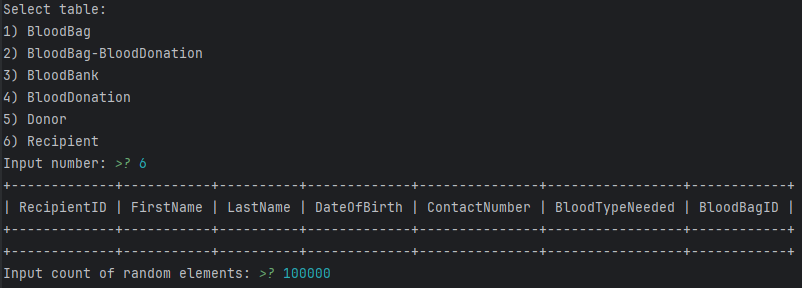 Select table:
1) BloodBag
2) BloodBag-BloodDonation
3) BloodBank
4) BloodDonation
5) Donor
6) Recipient
Input number: >? 6
+-------------+-----------+----------+-------------+---------------+-----------------+------------+
| RecipientID | FirstName | LastName | DateOfBirth | ContactNumber | BloodTypeNeeded | BloodBagID |
+-------------+-----------+----------+-------------+---------------+-----------------+------------+
+-------------+-----------+----------+-------------+---------------+-----------------+------------+
Input count of random elements: >? 100000